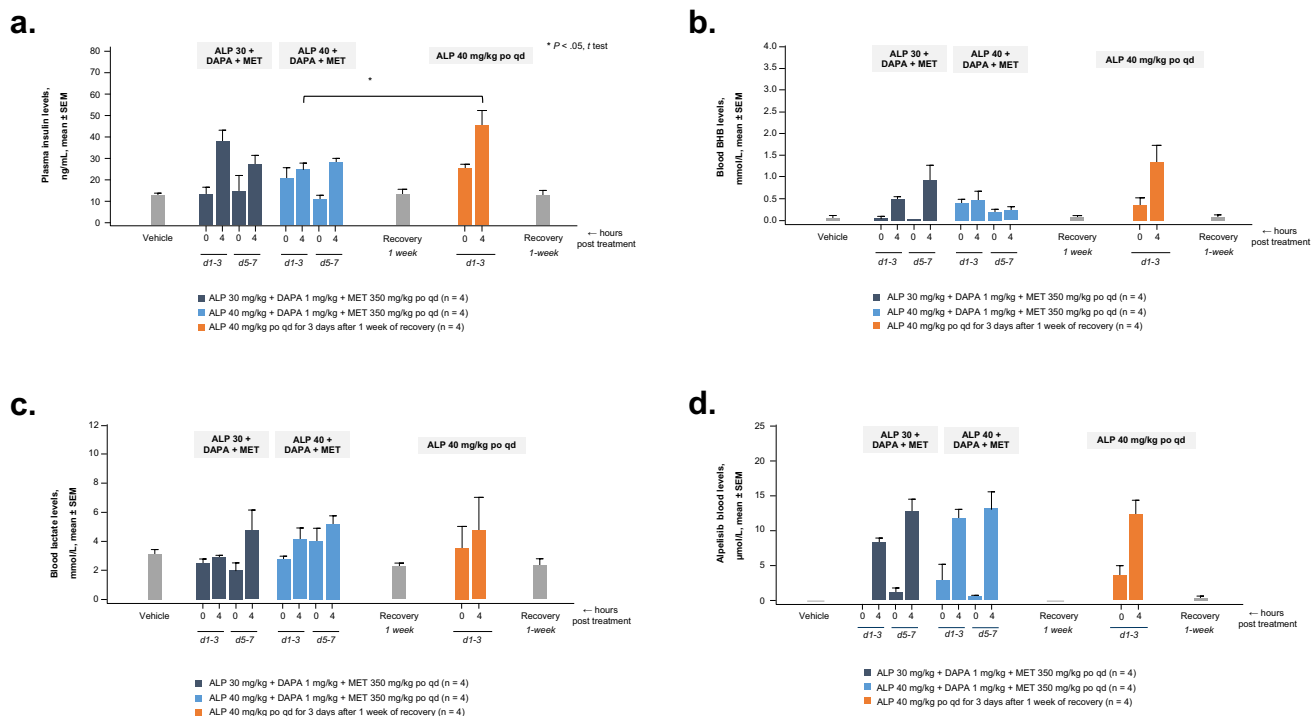 a.
ALP 30 +
DAPA + MET
ALP 40 +
DAPA + MET
ALP 40 mg/kg po qd
* P < .05, t test
*
Plasma insulin levels,
ng/mL, mean ± SEM
80
70
60
50
40
30
20
10
0
Vehicle
0 4 0 4
0 4 0 4
Recovery
0 4
Recovery
← hours
post treatment
d1-3 d5-7
d1-3 d5-7
1 week
d1-3
1-week
ALP 30 mg/kg + DAPA 1 mg/kg + MET 350 mg/kg po qd (n = 4)
ALP 40 mg/kg + DAPA 1 mg/kg + MET 350 mg/kg po qd (n = 4)
ALP 40 mg/kg po qd for 3 days after 1 week of recovery (n = 4)
b.
ALP 30 +
DAPA + MET
ALP 40 +
DAPA + MET
ALP 40 mg/kg po qd
Blood BHB levels,
mmol/L, mean ± SEM
4.0
3.5
3.0
2.5
2.0
1.5
1.0
0.5
0.0
Vehicle
0 4 0 4
0 4 0 4
Recovery
0 4
Recovery
← hours
post treatment
d1-3 d5-7
d1-3 d5-7
1 week
d1-3
1-week
ALP 30 mg/kg + DAPA 1 mg/kg + MET 350 mg/kg po qd (n = 4)
ALP 40 mg/kg + DAPA 1 mg/kg + MET 350 mg/kg po qd (n = 4)
ALP 40 mg/kg po qd for 3 days after 1 week of recovery (n = 4)
c.
ALP 30 +
DAPA + MET
ALP 40 +
DAPA + MET
ALP 40 mg/kg po qd
Blood lactate levels,
mmol/L, mean ± SEM
12
10
8
6
4
2
0
Vehicle
0 4 0 4
0 4 0 4
Recovery
0 4
Recovery
← hours
post treatment
d1-3 d5-7
d1-3 d5-7
1 week
d1-3
1-week
ALP 30 mg/kg + DAPA 1 mg/kg + MET 350 mg/kg po qd (n = 4)
ALP 40 mg/kg + DAPA 1 mg/kg + MET 350 mg/kg po qd (n = 4)
ALP 40 mg/kg po qd for 3 days after 1 week of recovery (n = 4)
d.
ALP 30 +
DAPA + MET
ALP 40 +
DAPA + MET
ALP 40 mg/kg po qd
Alpelisib blood levels,
µmol/L, mean ± SEM
25
20
15
10
5
0
Vehicle
0 4 0 4
0 4 0 4
Recovery
0 4
Recovery
← hours
post treatment
d1-3 d5-7
d1-3 d5-7
1 week
d1-3
1-week
ALP 30 mg/kg + DAPA 1 mg/kg + MET 350 mg/kg po qd (n = 4)
ALP 40 mg/kg + DAPA 1 mg/kg + MET 350 mg/kg po qd (n = 4)
ALP 40 mg/kg po qd for 3 days after 1 week of recovery (n = 4)